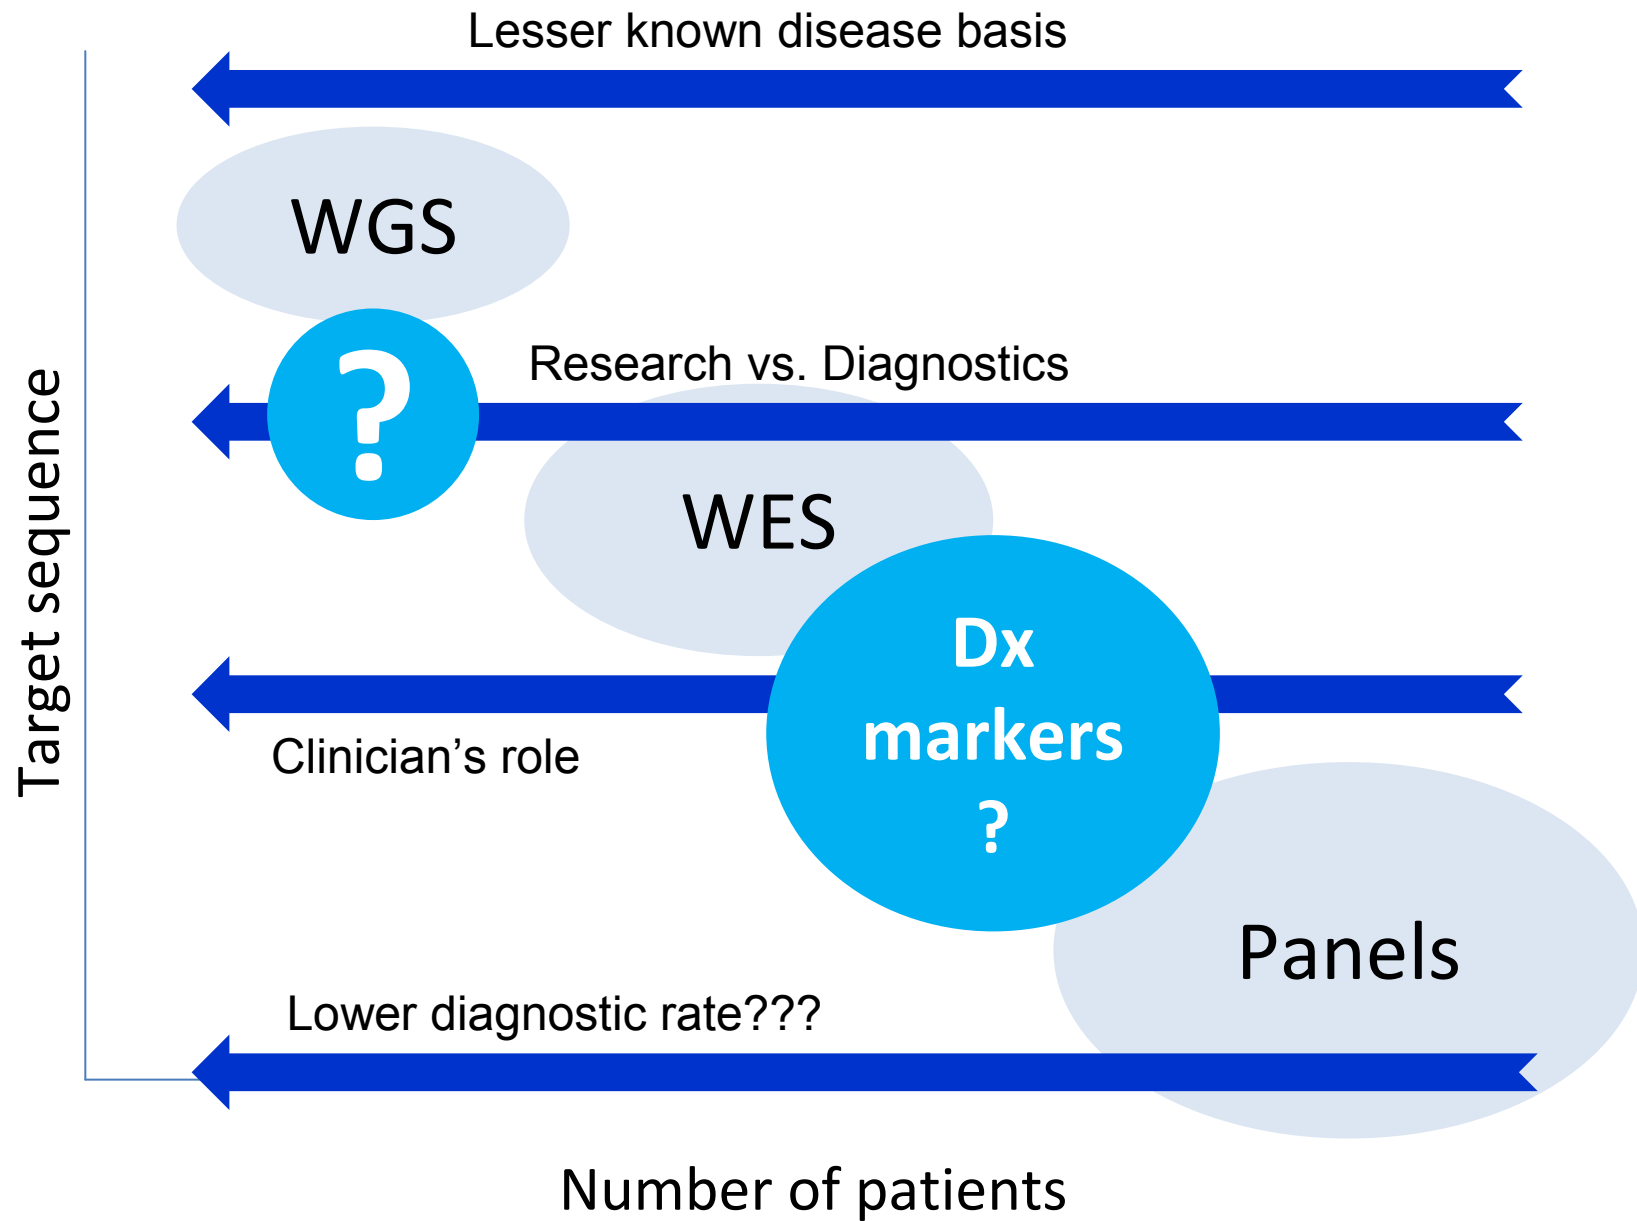 Lesser known disease basis
WGS
?
Research vs. Diagnostics
WES
Dx
markers
?
Clinician’s role
Panels
Lower diagnostic rate???
Target sequence
Number of patients